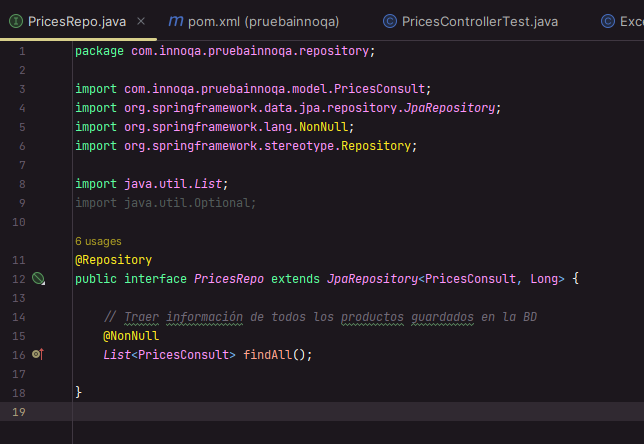 PricesRepo.java
pom.xml (pruebainnoqa)
PricesControllerTest.java
Exce
1 package com.innoqa.pruebainnoqa.repository;
2
3 import com.innoqa.pruebainnoqa.model.PricesConsult;
4 import org.springframework.data.jpa.repository.JpaRepository;
5 import org.springframework.lang.NonNull;
6 import org.springframework.stereotype.Repository;
7
8 import java.util.List;
9 import java.util.Optional;
10
6 usages
11 @Repository
12 public interface PricesRepo extends JpaRepository<PricesConsult, Long> {
13
14 // Traer información de todos los productos guardados en la BD
15 @NonNull
16 List<PricesConsult> findAll();
17
18 }
19